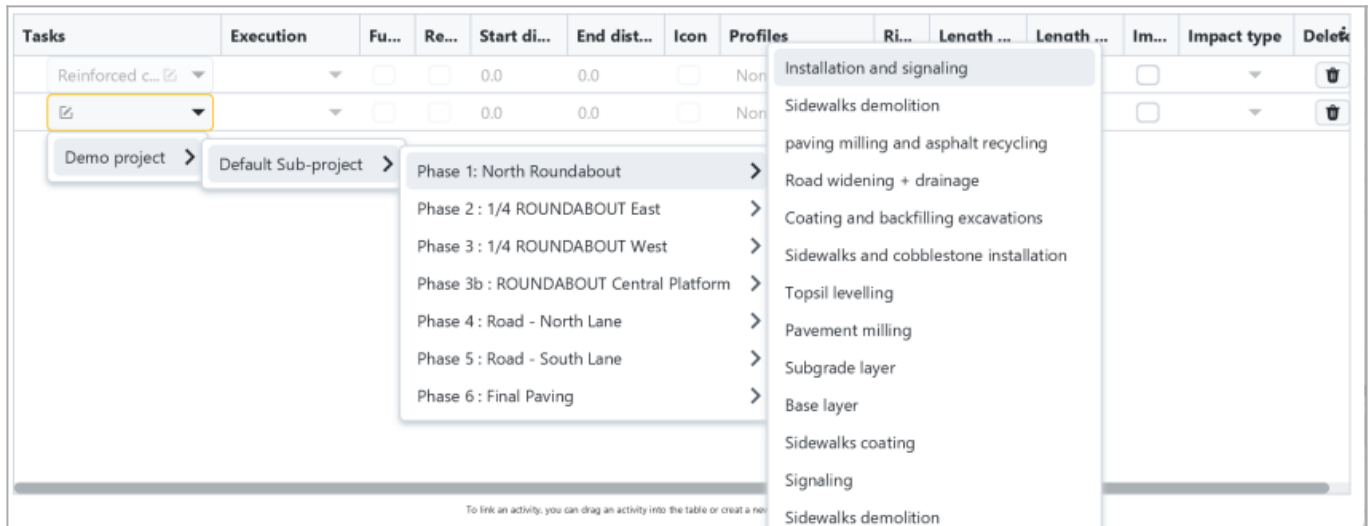 Tasks Execution Fu... Re... Start di... End dist... Icon Profiles Ri... Length ... Length ... Im... Impact type
Reinforced c... 0.0 0.0
0.0 0.0
Demo project
Default Sub-project
Phase 1: North Roundabout
Phase 2 : 1/4 ROUNDABOUT East
Phase 3 : 1/4 ROUNDABOUT West
Phase 3b : ROUNDABOUT Central Platform
Phase 4 : Road - North Lane
Phase 5 : Road - South Lane
Phase 6 : Final Paving
Installation and signaling
Sidewalks demolition
paving milling and asphalt recycling
Road widening + drainage
Coating and backfilling excavations
Sidewalks and cobblestone installation
Topsil levelling
Pavement milling
Subgrade layer
Base layer
Sidewalks coating
Signaling
Sidewalks demolition
To link an activity, you can drag an activity into the table or creat a new